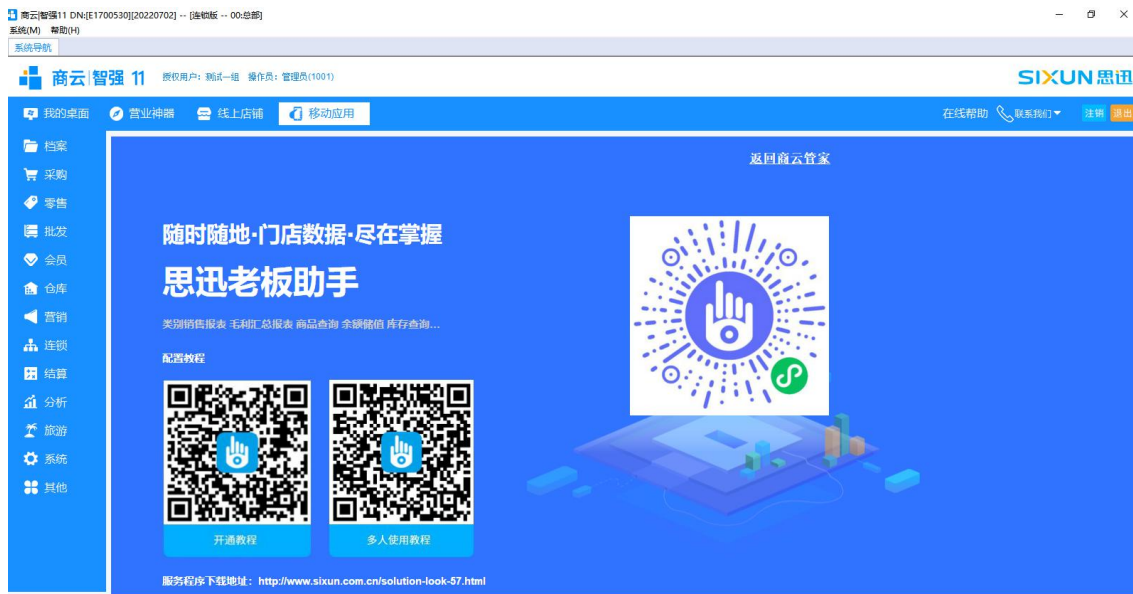 商云|智强11 DN:[E1700530][20220702] -- [连锁版 -- 00:总部]
系统(M) 帮助(H)
系统导航
商云|智强 11 授权用户: 测试一组 操作员: 管理员(1001) SIXUN思迅
我的桌面 营业神器 线上店铺 移动应用 在线帮助 联系我们 注销 退出
档案
采购
零售
批发
会员
仓库
营销
连锁
结算
分析
旅游
系统
其他
返回商云管家
随时随地·门店数据·尽在掌握
思迅老板助手
类别销售报表 毛利汇总报表 商品查询 余额储值 库存查询...
配置教程
开通教程 多人使用教程
服务程序下载地址: http://www.sixun.com.cn/solution-look-57.html